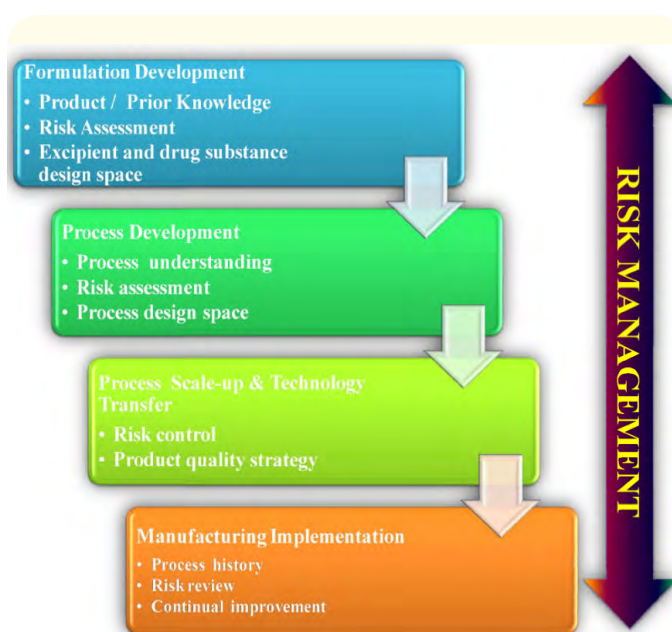 Formulation Development
• Product / Prior Knowledge
• Risk Assessment
• Excipient and drug substance
design space
Process Development
• Process understanding
• Risk assessment
• Process design space
Process Scale-up & Technology
Transfer
• Risk control
• Product quality strategy
Manufacturing Implementation
• Process history
• Risk review
• Continual improvement
RISK MANAGEMENT